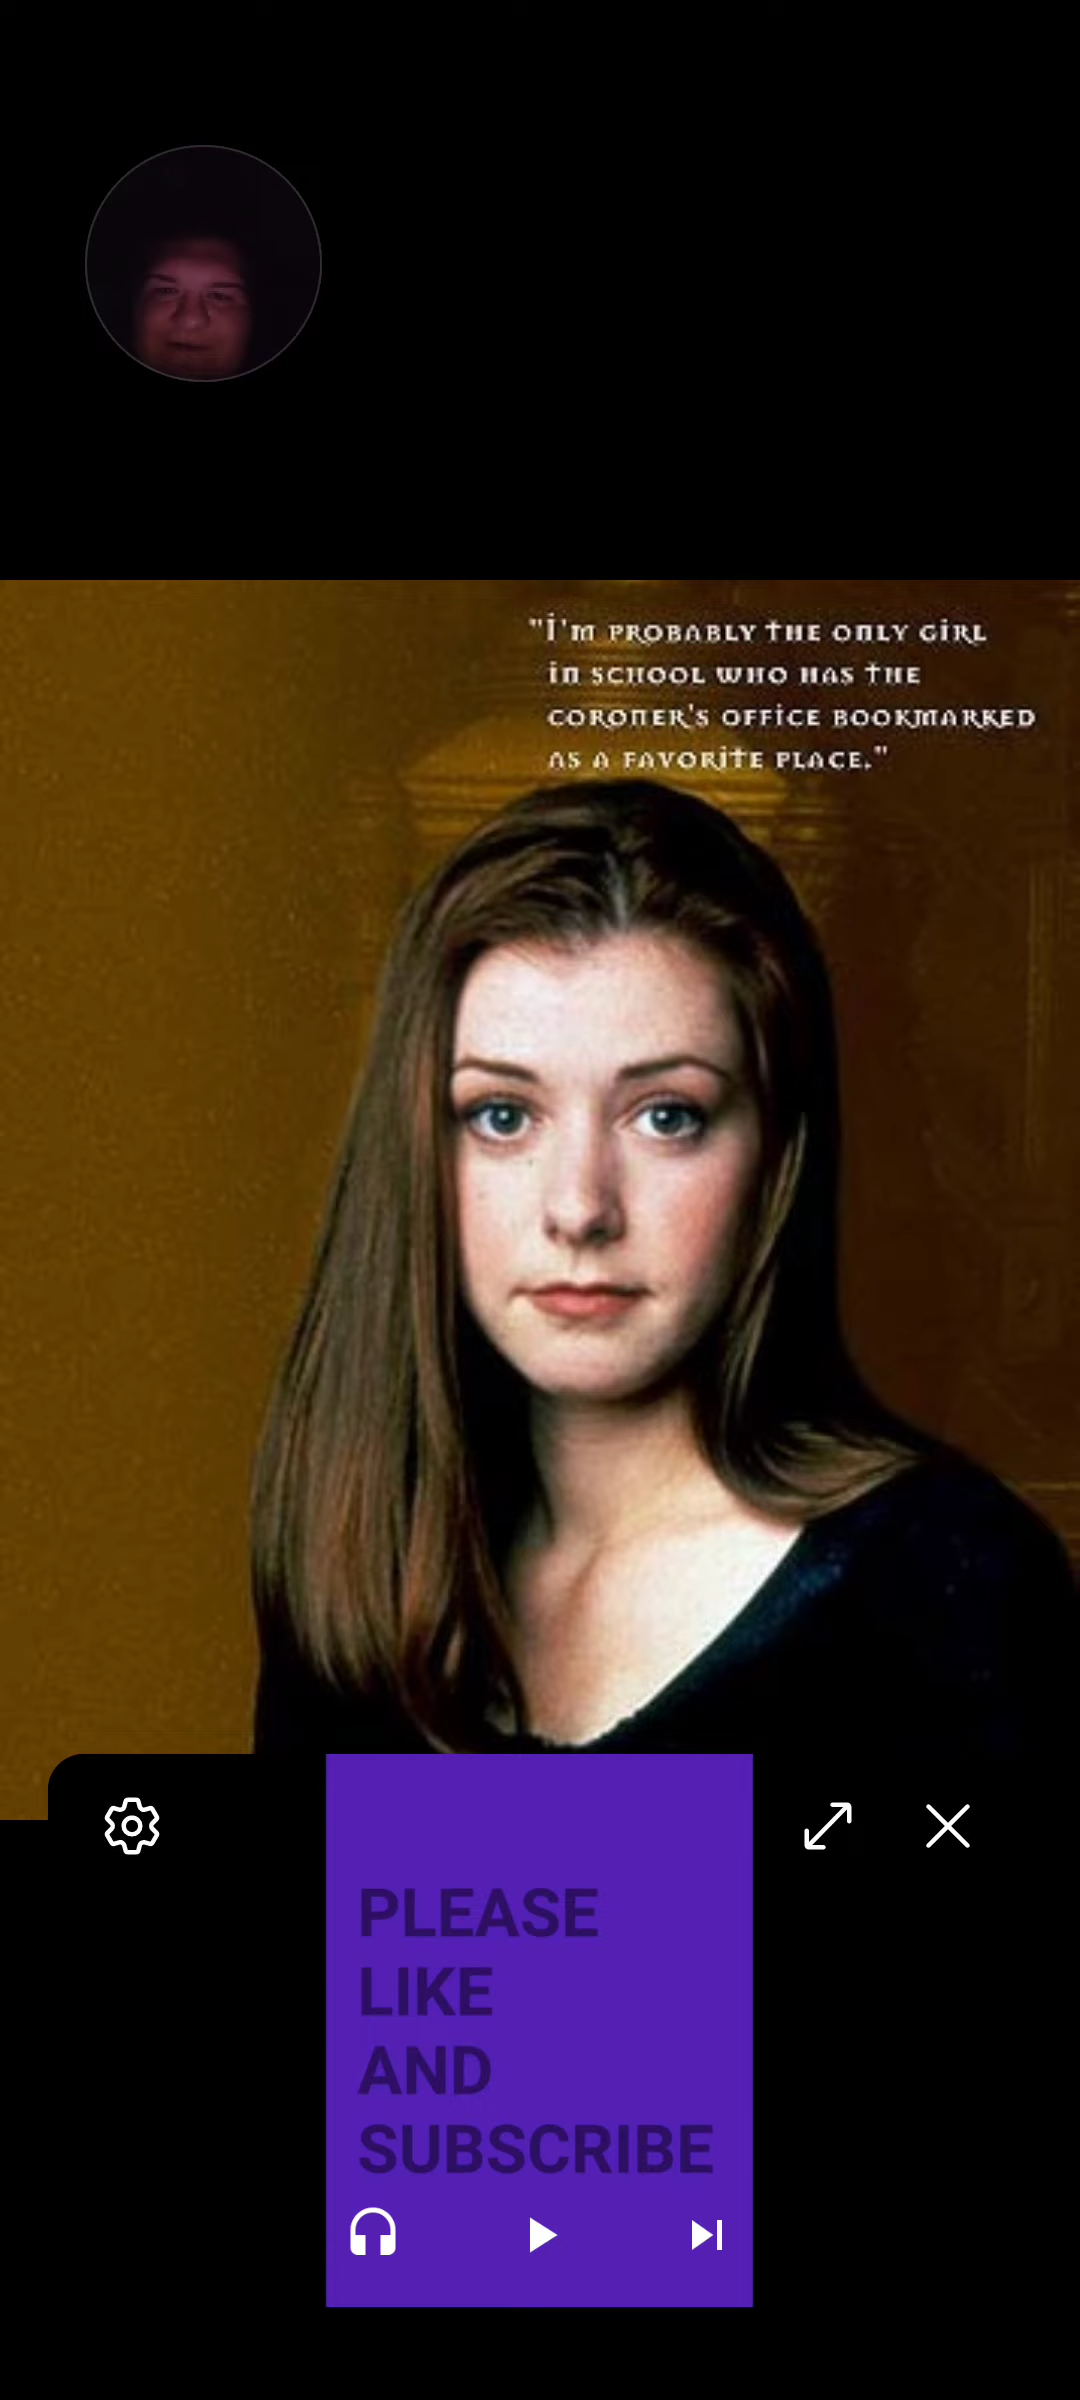 "I'm PROBABLY THE ONLY GIRL
IN SCHOOL WHO HAS THE
CORONER'S OFFICE BOOKMARKED
AS A FAVORITE PLACE."
PLEASE
LIKE
AND
SUBSCRIBE